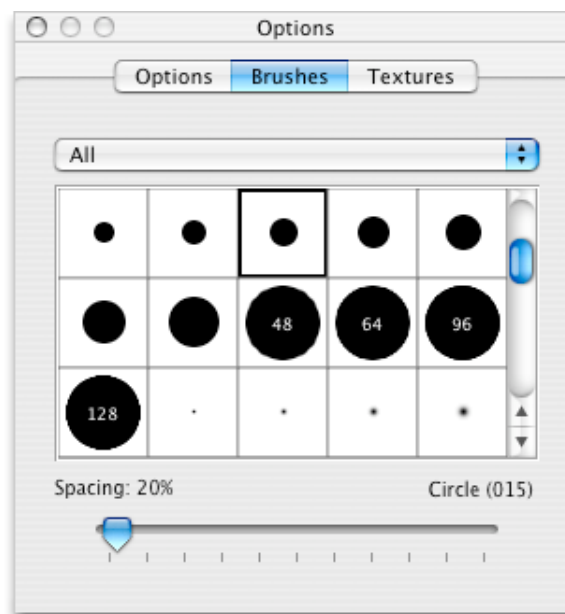 Options
Options Brushes Textures
All
48 64 96
128
Spacing: 20% Circle (015)